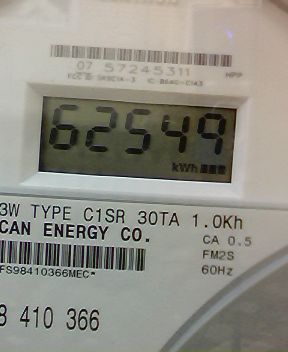 07 57245311
HPP
62549
kWh
3W TYPE C1SR 30TA 1.0Kh
CAN ENERGY CO.
CA 0.5
FM2S
60Hz
FS98410366MEC*
8 410 366